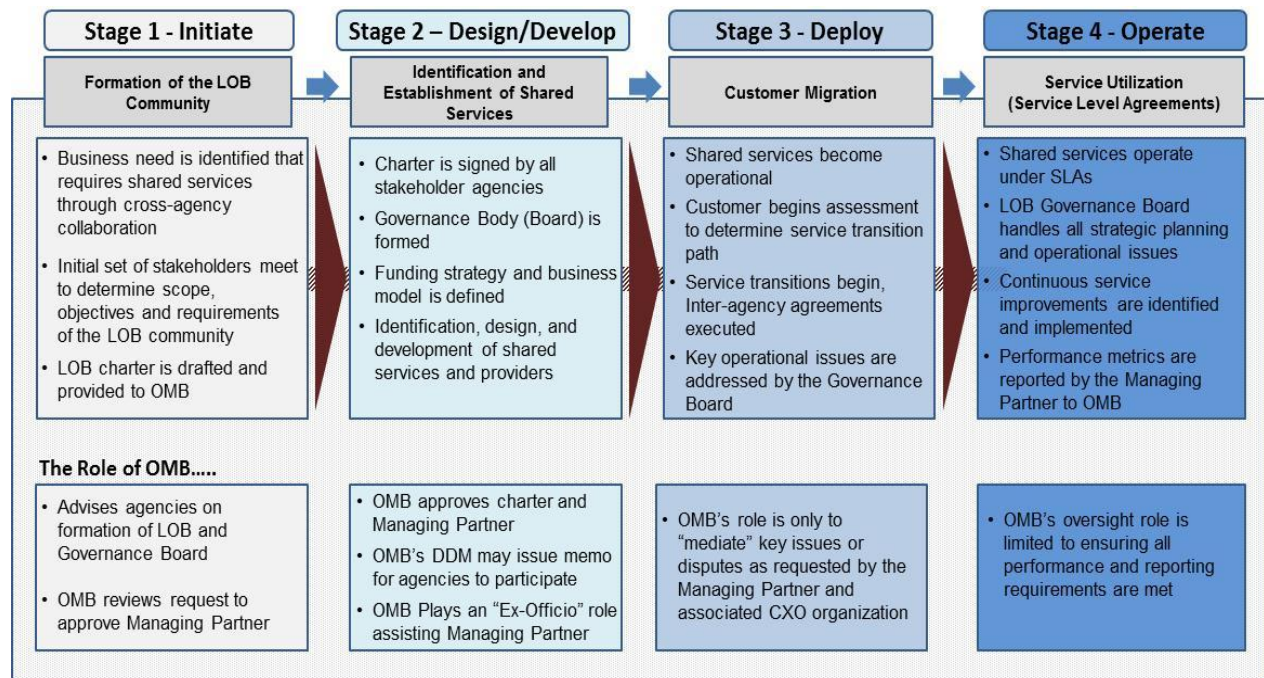 Stage 1 - Initiate
Stage 2 – Design/Develop
Stage 3 - Deploy
Stage 4 - Operate
Formation of the LOB
Community
Identification and
Establishment of Shared
Services
Customer Migration
Service Utilization
(Service Level Agreements)
• Business need is identified that
requires shared services
through cross-agency
collaboration
• Initial set of stakeholders meet
to determine scope,
objectives and requirements
of the LOB community
• LOB charter is drafted and
provided to OMB
• Charter is signed by all
stakeholder agencies
• Governance Body (Board) is
formed
• Funding strategy and business
model is defined
• Identification, design, and
development of shared
services and providers
• Shared services become
operational
• Customer begins assessment
to determine service transition
path
• Service transitions begin,
Inter-agency agreements
executed
• Key operational issues are
addressed by the Governance
Board
• Shared services operate
under SLAs
• LOB Governance Board
handles all strategic planning
and operational issues
• Continuous service
improvements are identified
and implemented
• Performance metrics are
reported by the Managing
Partner to OMB
The Role of OMB.....
• Advises agencies on
formation of LOB and
Governance Board
• OMB reviews request to
approve Managing Partner
• OMB approves charter and
Managing Partner
• OMB's DDM may issue memo
for agencies to participate
• OMB Plays an “Ex-Officio” role
assisting Managing Partner
• OMB's role is only to
“mediate” key issues or
disputes as requested by the
Managing Partner and
associated CXO organization
• OMB's oversight role is
limited to ensuring all
performance and reporting
requirements are met